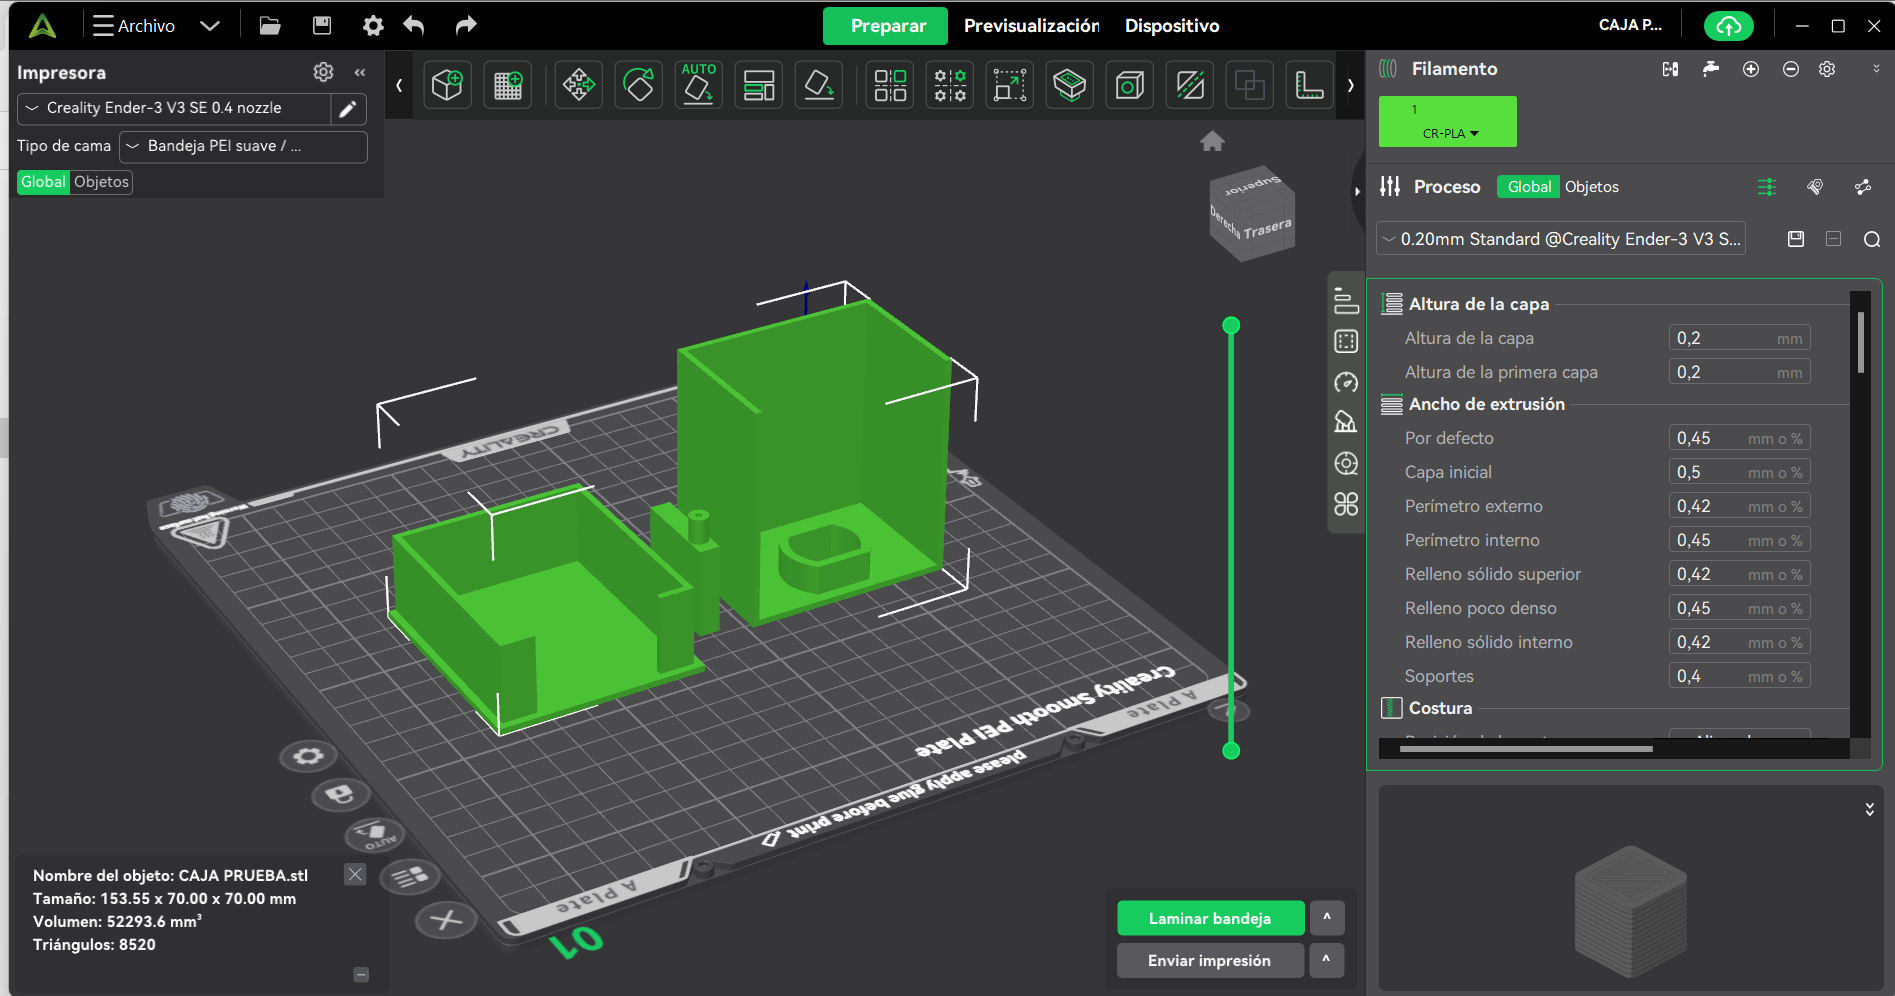 Archivo
Preparar
Previsualización
Dispositivo
CAJA P...
Impresora
Creality Ender-3 V3 SE 0.4 nozzle
Tipo de cama
Bandeja PEI suave / ...
Global
Objetos
AUTO
Superior
Derecha
Trasera
CREALITY
Creality Smooth PEI Plate
please apply glue before print
A Plate
A Plate
01
AUTO
Nombre del objeto: CAJA PRUEBA.stl
Tamaño: 153.55 x 70.00 x 70.00 mm
Volumen: 52293.6 mm³
Triángulos: 8520
Laminar bandeja
Enviar impresión
Filamento
1
CR-PLA
Proceso
Global
Objetos
0.20mm Standard @Creality Ender-3 V3 S...
Altura de la capa
Altura de la capa 0,2 mm
Altura de la primera capa 0,2 mm
Ancho de extrusión
Por defecto 0,45 mm o %
Capa inicial 0,5 mm o %
Perímetro externo 0,42 mm o %
Perímetro interno 0,45 mm o %
Relleno sólido superior 0,42 mm o %
Relleno poco denso 0,45 mm o %
Relleno sólido interno 0,42 mm o %
Soportes 0,4 mm o %
Costura